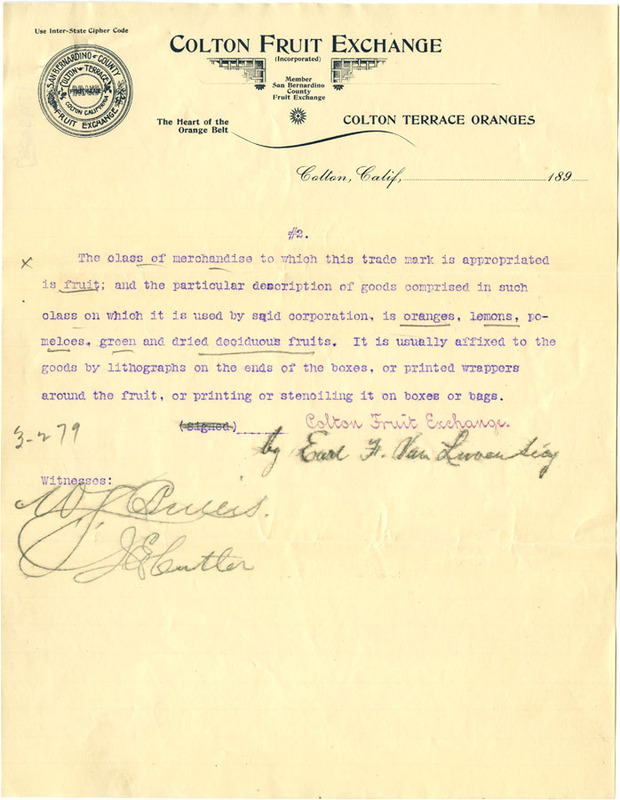 Use Inter-State Cipher Code
COLTON FRUIT EXCHANGE
(Incorporated)
Member
San Bernardino
County
Fruit Exchange
SAN BERNARDINO COUNTY
COLTON TERRACE
COLTON CALIFORNIA
FRUIT EXCHANGE
The Heart of the
Orange Belt
COLTON TERRACE ORANGES
Colton, Calif, 189
#2.
x
The class of merchandise to which this trade mark is appropriated
is fruit; and the particular description of goods comprised in such
class on which it is used by said corporation, is oranges, lemons, po-
meloes, green and dried deciduous fruits. It is usually affixed to the
goods by lithographs on the ends of the boxes, or printed wrappers
around the fruit, or printing or stenciling it on boxes or bags.
(Signed.) Colton Fruit Exchange.
3-2 79
by Earl F. Van
Witnesses:
W.
J E Cutler